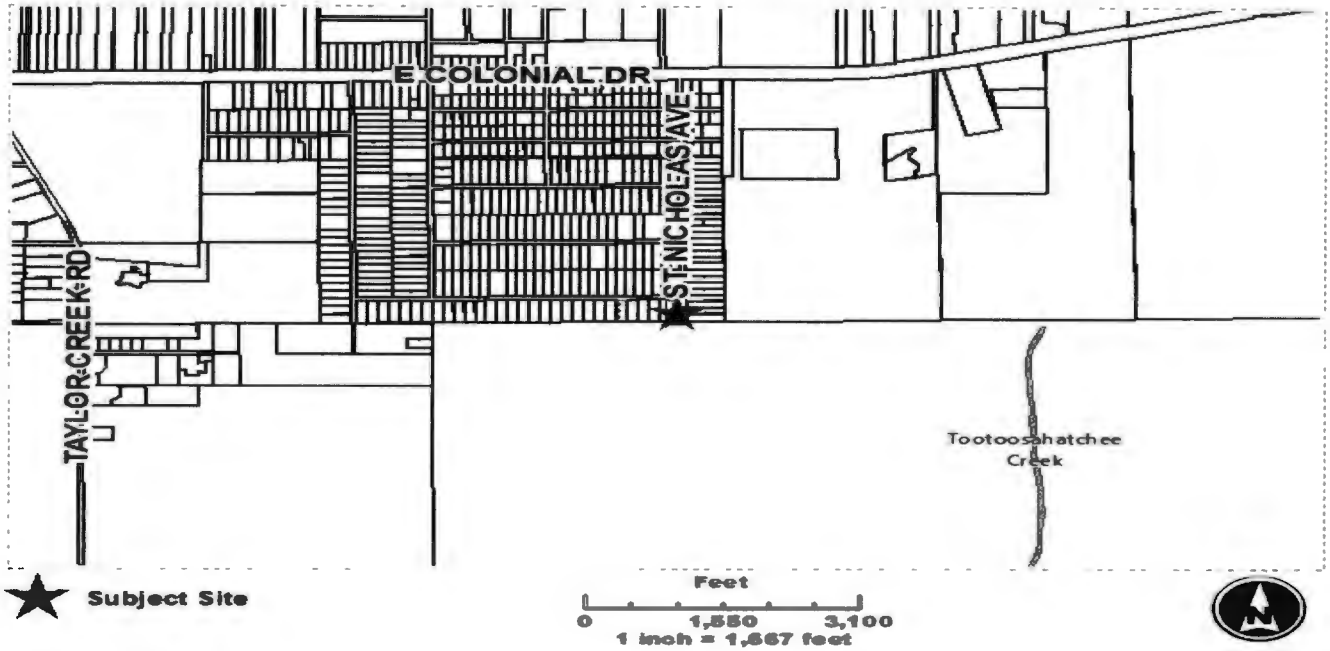 E COLONIAL DR
ST NICHOLAS AVE
TAYLOR CREEK RD
Tootoosahatchee
Creek
Subject Site
Feet
0 1,550 3,100
1 inch = 1,667 feet
N